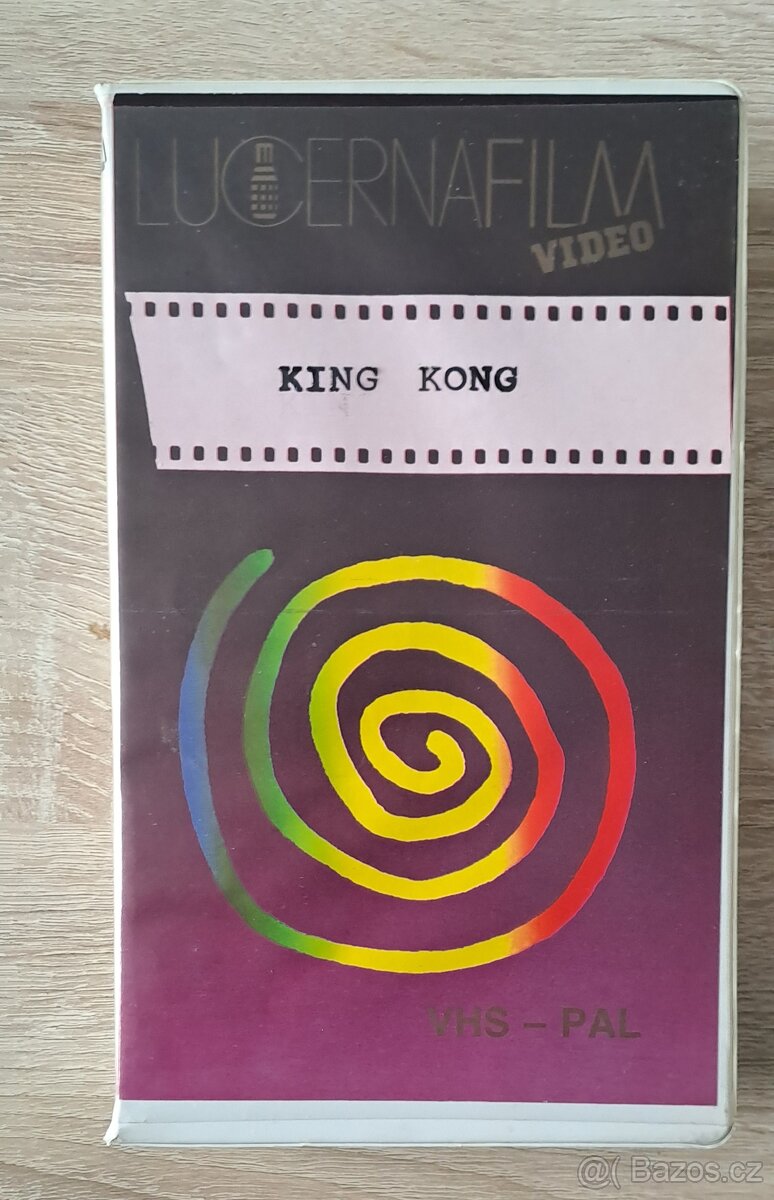 LUCERNAFILM
VIDEO
KING KONG
VHS – PAL
@( Bazos.cz